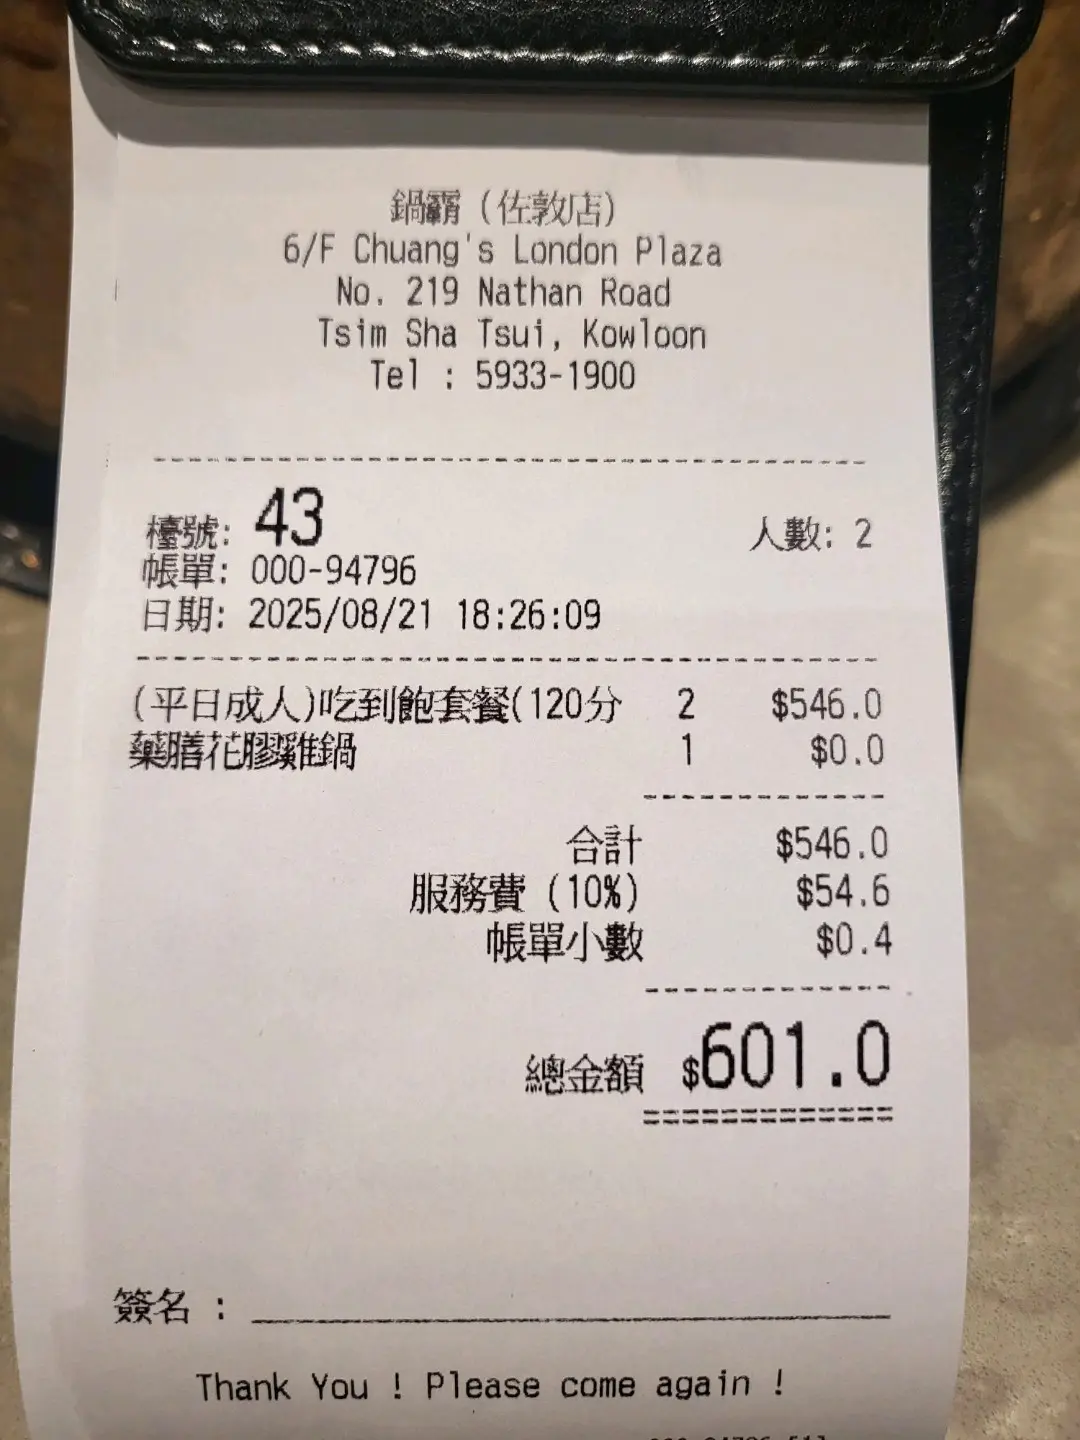 鍋霸（佐敦店）
6/F Chuang's London Plaza
No. 219 Nathan Road
Tsim Sha Tsui, Kowloon
Tel : 5933-1900
檯號: 43 人數: 2
帳單: 000-94796
日期: 2025/08/21 18:26:09
(平日成人)吃到飽套餐(120分 2 $546.0
藥膳花膠雞鍋 1 $0.0
合計 $546.0
服務費 (10%) $54.6
帳單小數 $0.4
總金額 $601.0
簽名 :
Thank You ! Please come again !